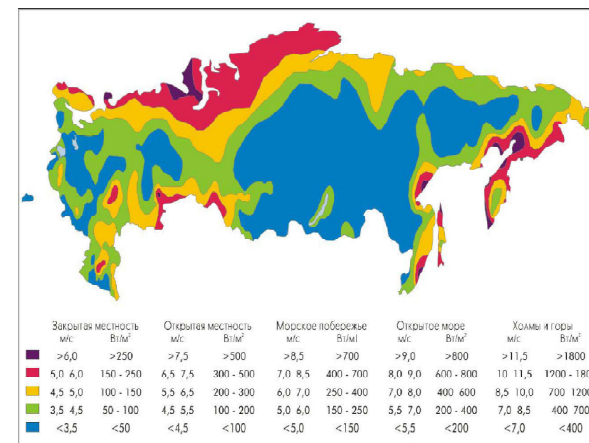 Закрытая местность Открытая местность Морское побережье Открытое море Холмы и горы
м/с Вт/м² м/с Вт/м² м/с Вт/м² м/с Вт/м² м/с Вт/м²
>6,0 >250 >7,5 >500 >8,5 >700 >9,0 >800 >11,5 >1800
5,0 6,0 150 - 250 6,5 7,5 300 - 500 7,0 8,5 400 - 700 8,0 9,0 600 - 800 10 11,5 1200 - 180
4,5 5,0 100 - 150 5,5 6,5 200 - 300 6,0 7,0 250 - 400 7,0 8,0 400 600 8,5 10,0 700 1200
3,5 4,5 50 - 100 4,5 5,5 100 - 200 5,0 6,0 150 - 250 5,5 7,0 200 - 400 7,0 8,5 400 700
<3,5 <50 <4,5 <100 <5,0 <150 <5,5 <200 <7,0 <400